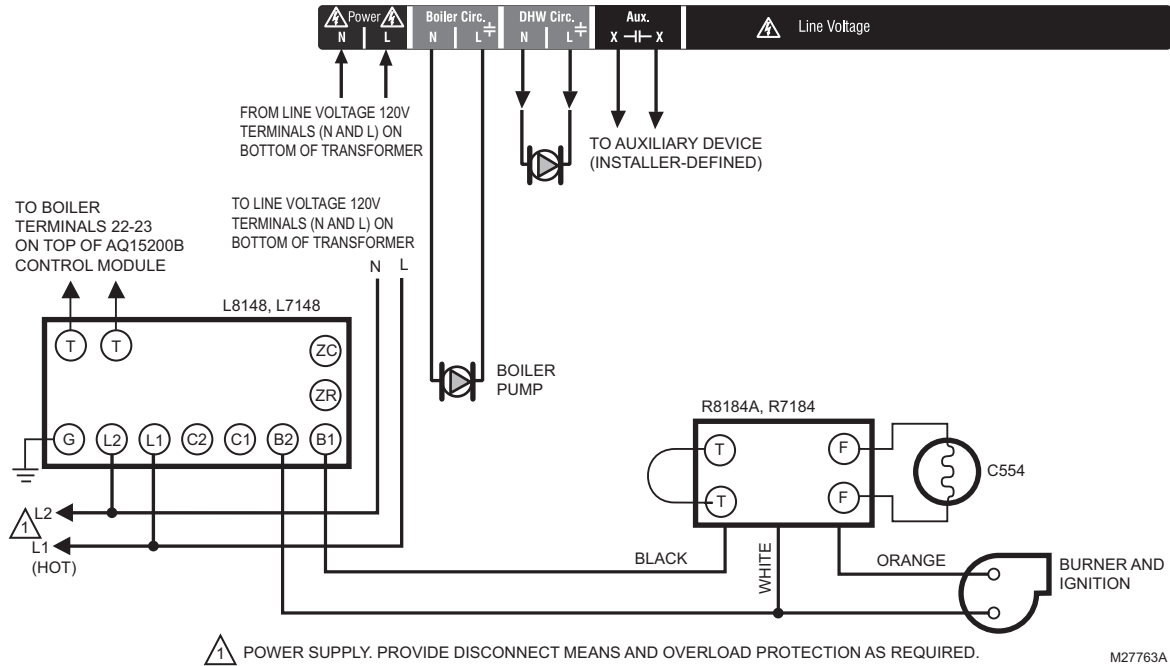 Power Boiler Circ. DHW Circ. Aux.
N L N L N L X X
Line Voltage
FROM LINE VOLTAGE 120V
TERMINALS (N AND L) ON
BOTTOM OF TRANSFORMER
TO AUXILIARY DEVICE
(INSTALLER-DEFINED)
TO BOILER
TERMINALS 22-23
ON TOP OF AQ15200B
CONTROL MODULE
TO LINE VOLTAGE 120V
TERMINALS (N AND L) ON
BOTTOM OF TRANSFORMER
N L
L8148, L7148
T T ZC
ZR
G L2 L1 C2 C1 B2 B1
BOILER
PUMP
R8184A, R7184
T F
T F
C554
1 L2
L1
(HOT)
BLACK
WHITE
ORANGE
BURNER AND
IGNITION
1 POWER SUPPLY. PROVIDE DISCONNECT MEANS AND OVERLOAD PROTECTION AS REQUIRED.
M27763A